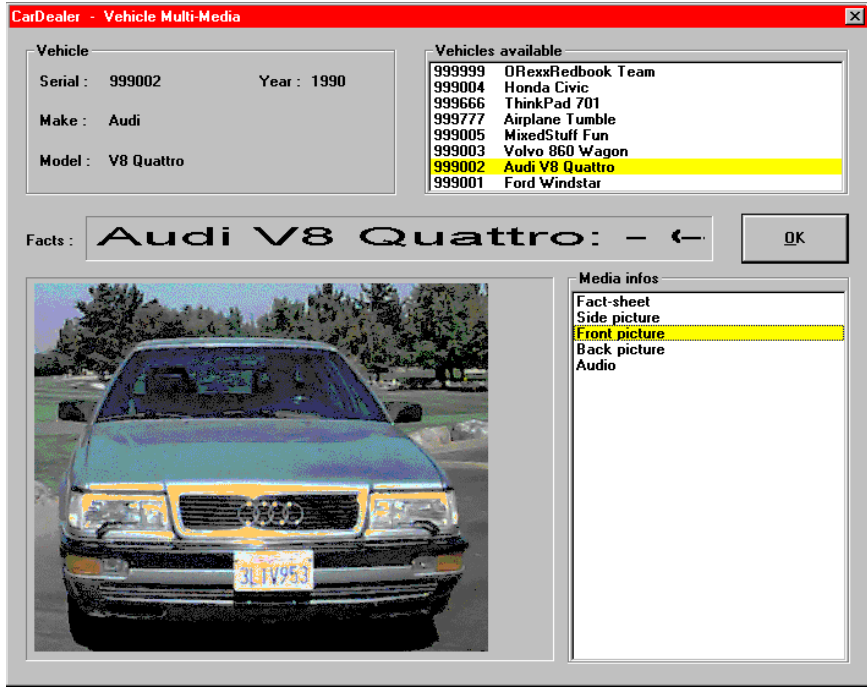 CarDealer - Vehicle Multi-Media
Vehicle
Serial : 999002 Year : 1990
Make : Audi
Model : V8 Quattro
Vehicles available
999999 ORexxRedbook Team
999004 Honda Civic
999666 ThinkPad 701
999777 Airplane Tumble
999005 MixedStuff Fun
999003 Volvo 860 Wagon
999002 Audi V8 Quattro
999001 Ford Windstar
Facts : Audi V8 Quattro: - <-
OK
Media infos
Fact-sheet
Side picture
Front picture
Back picture
Audio